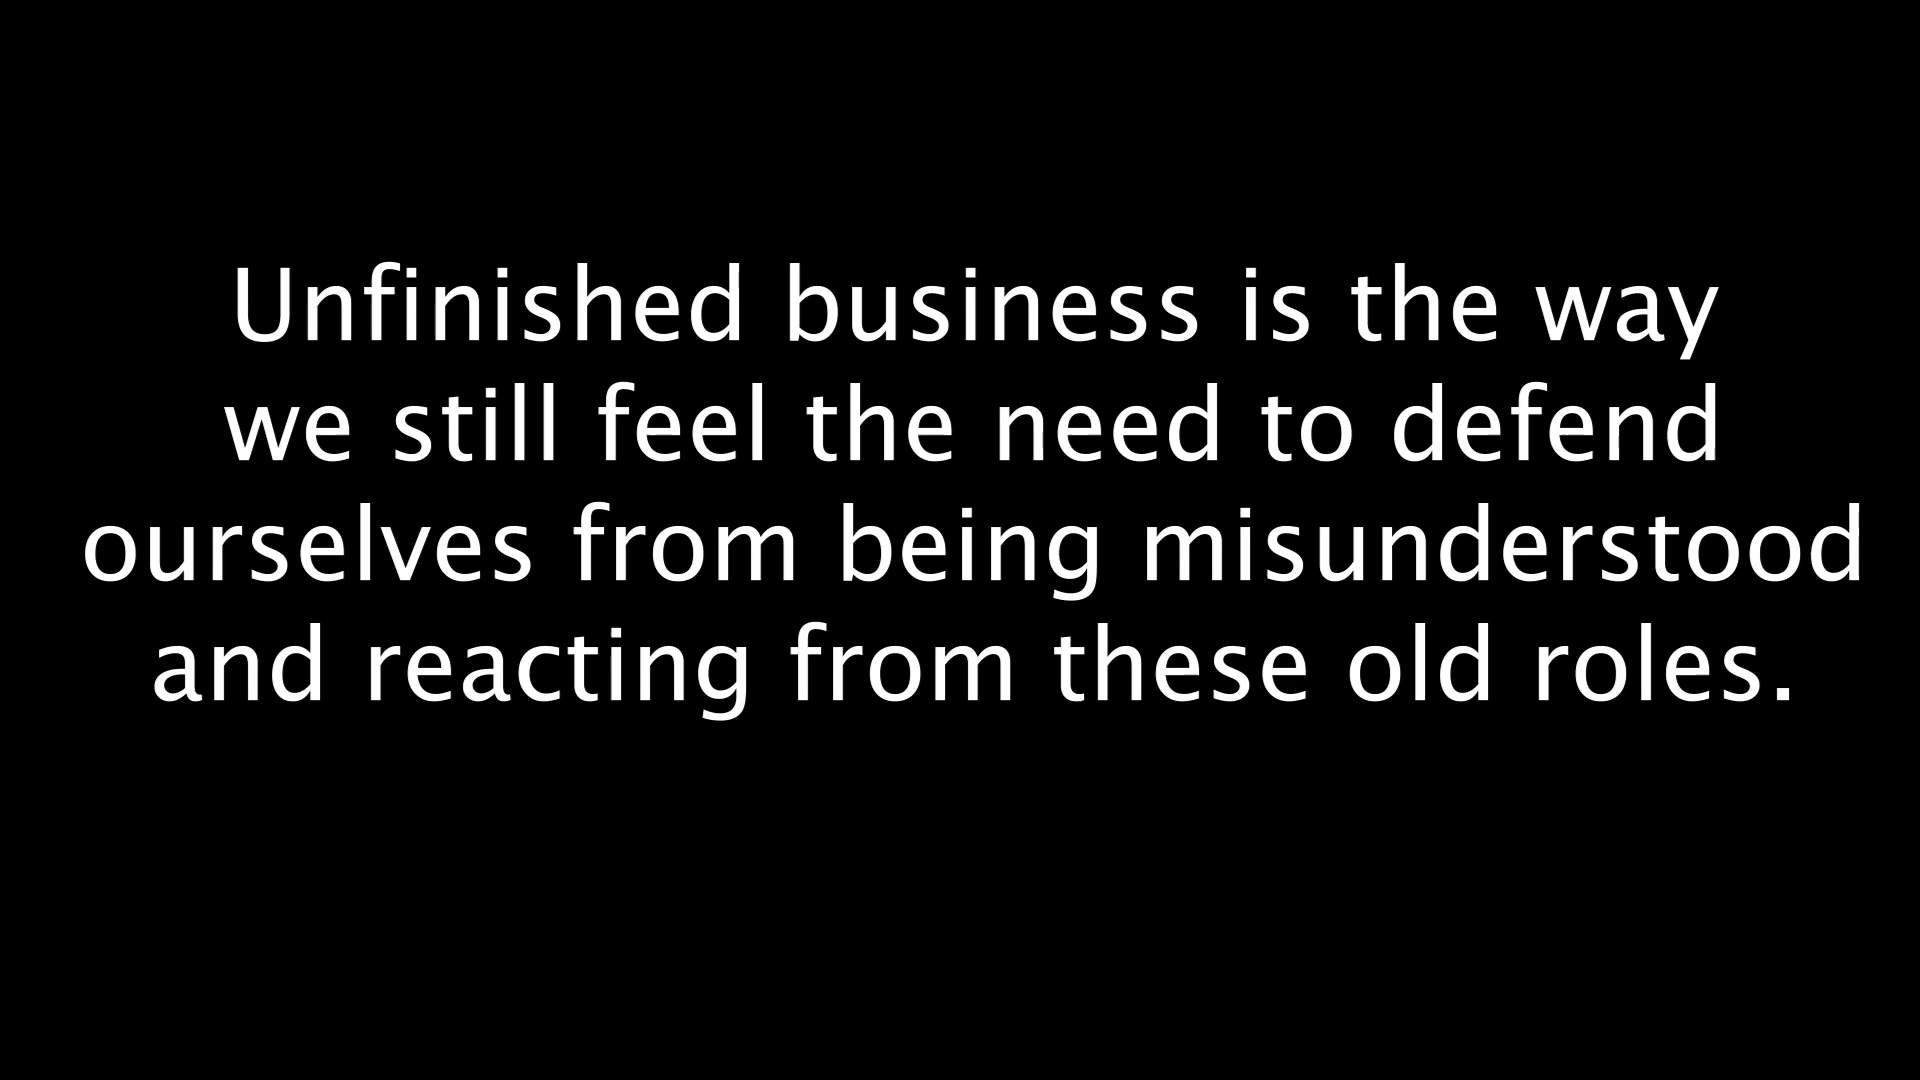 Unfinished business is the way
we still feel the need to defend
ourselves from being misunderstood
and reacting from these old roles.